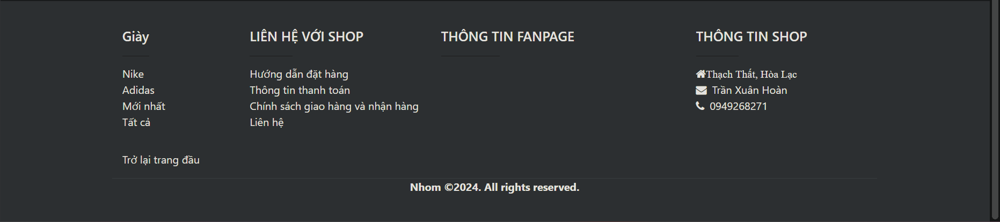 Giày
Nike
Adidas
Mới nhất
Tất cả
LIÊN HỆ VỚI SHOP
Hướng dẫn đặt hàng
Thông tin thanh toán
Chính sách giao hàng và nhận hàng
Liên hệ
THÔNG TIN FANPAGE
THÔNG TIN SHOP
Thạch Thất, Hòa Lạc
Trần Xuân Hoàn
0949268271
Trở lại trang đầu
Nhom ©2024. All rights reserved.